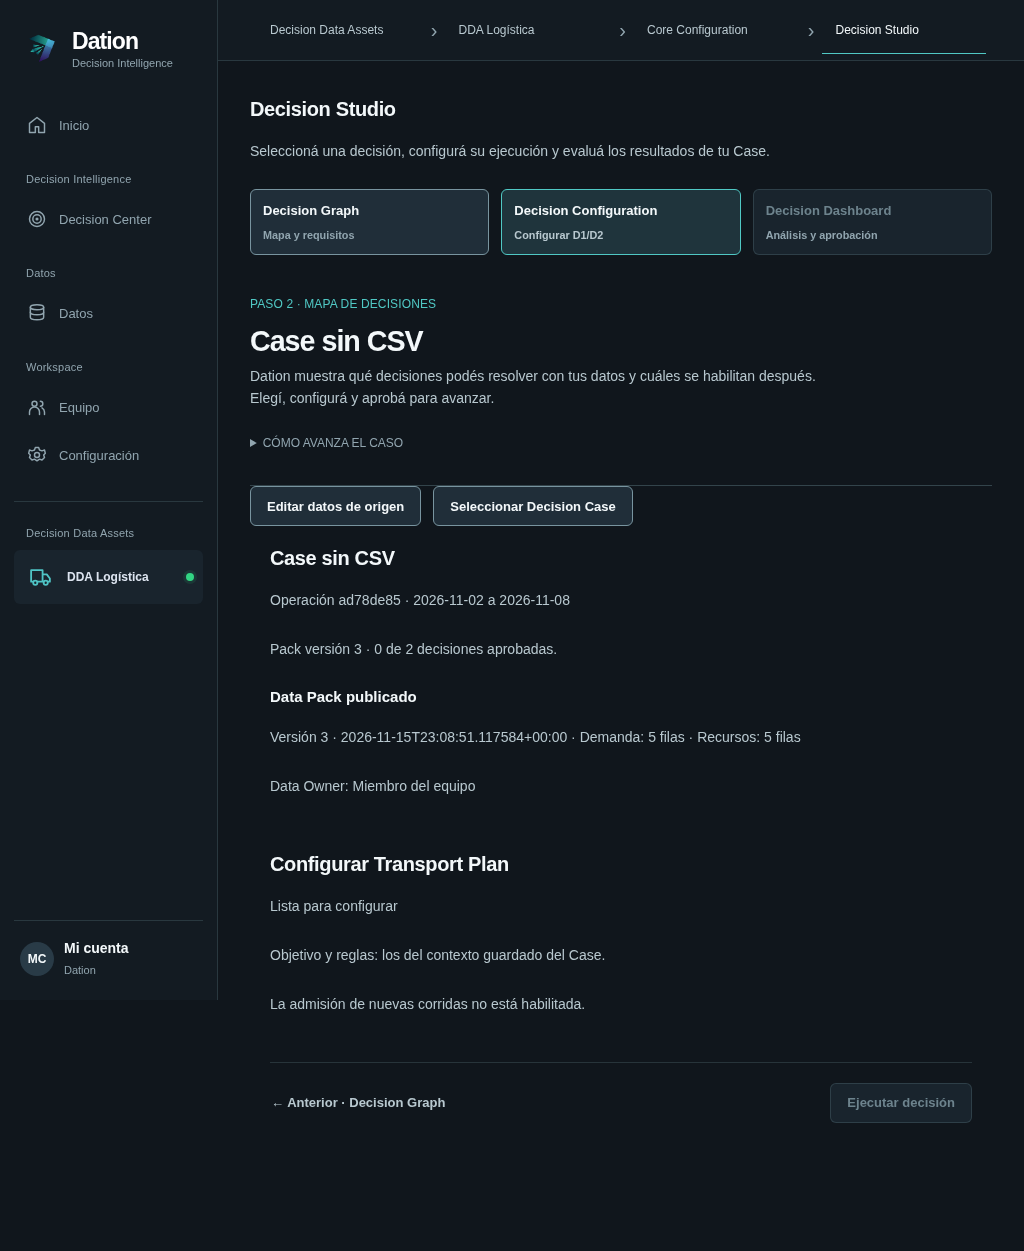 Dation
Decision Intelligence
Inicio
Decision Intelligence
Decision Center
Datos
Datos
Workspace
Equipo
Configuración
Decision Data Assets
DDA Logística
MC
Mi cuenta
Dation
Decision Data Assets › DDA Logística › Core Configuration › Decision Studio
Decision Studio
Seleccioná una decisión, configurá su ejecución y evaluá los resultados de tu Case.
Decision Graph
Mapa y requisitos
Decision Configuration
Configurar D1/D2
Decision Dashboard
Análisis y aprobación
PASO 2 · MAPA DE DECISIONES
Case sin CSV
Dation muestra qué decisiones podés resolver con tus datos y cuáles se habilitan después.
Elegí, configurá y aprobá para avanzar.
▶ CÓMO AVANZA EL CASO
Editar datos de origen
Seleccionar Decision Case
Case sin CSV
Operación ad78de85 · 2026-11-02 a 2026-11-08
Pack versión 3 · 0 de 2 decisiones aprobadas.
Data Pack publicado
Versión 3 · 2026-11-15T23:08:51.117584+00:00 · Demanda: 5 filas · Recursos: 5 filas
Data Owner: Miembro del equipo
Configurar Transport Plan
Lista para configurar
Objetivo y reglas: los del contexto guardado del Case.
La admisión de nuevas corridas no está habilitada.
← Anterior · Decision Graph
Ejecutar decisión